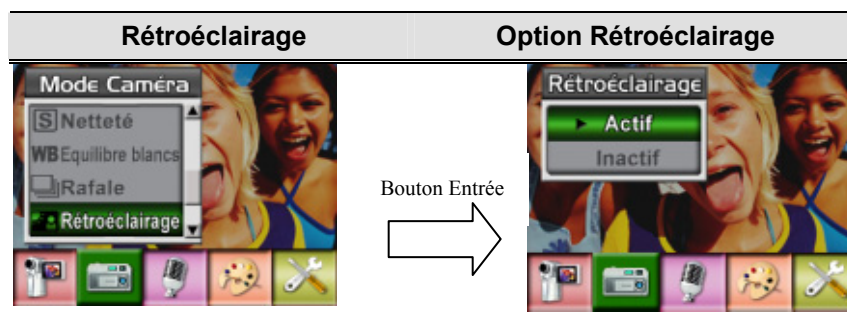 Rétroéclairage
Option Rétroéclairage
Mode Caméra
S Netteté
WB Equilibre blancs
Rafale
Rétroéclairage
Bouton Entrée
Rétroéclairage
Actif
Inactif